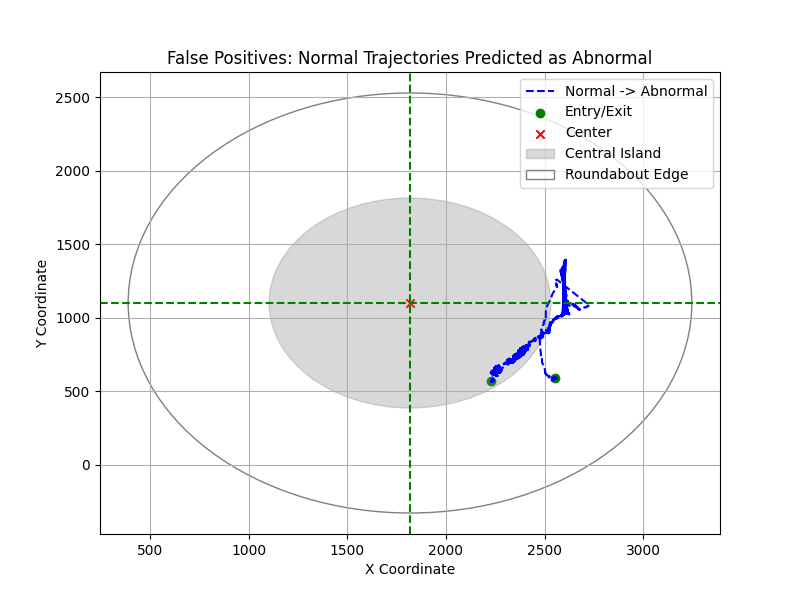 False Positives: Normal Trajectories Predicted as Abnormal
Normal -> Abnormal
Entry/Exit
Center
Central Island
Roundabout Edge
Y Coordinate
2500
2000
1500
1000
500
0
500
1000
1500
2000
2500
3000
X Coordinate